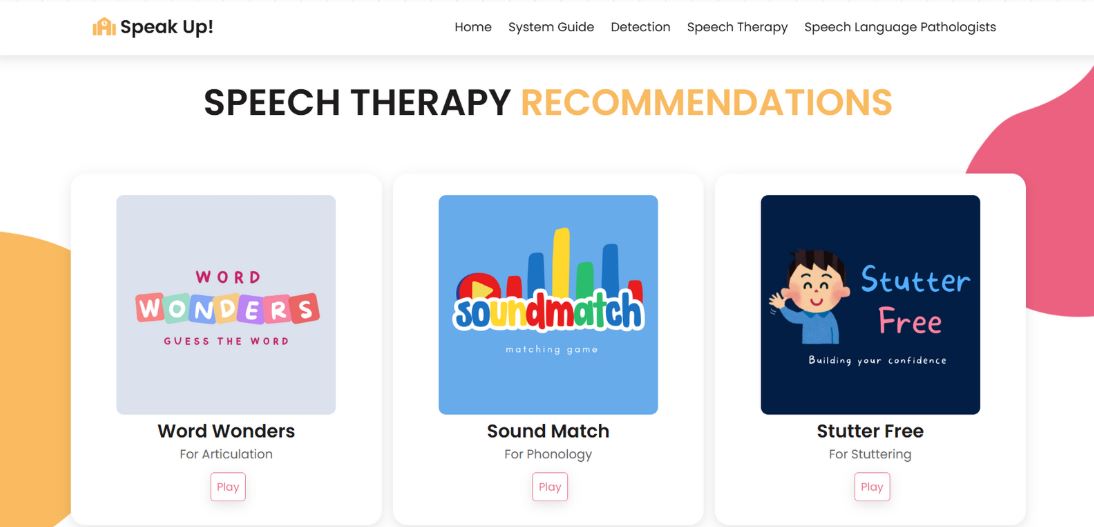 Speak Up!
Home System Guide Detection Speech Therapy Speech Language Pathologists
SPEECH THERAPY RECOMMENDATIONS
WORD
WONDERS
GUESS THE WORD
Word Wonders
For Articulation
Play
soundmatch
matching game
Sound Match
For Phonology
Play
Stutter
Free
Building your confidence
Stutter Free
For Stuttering
Play